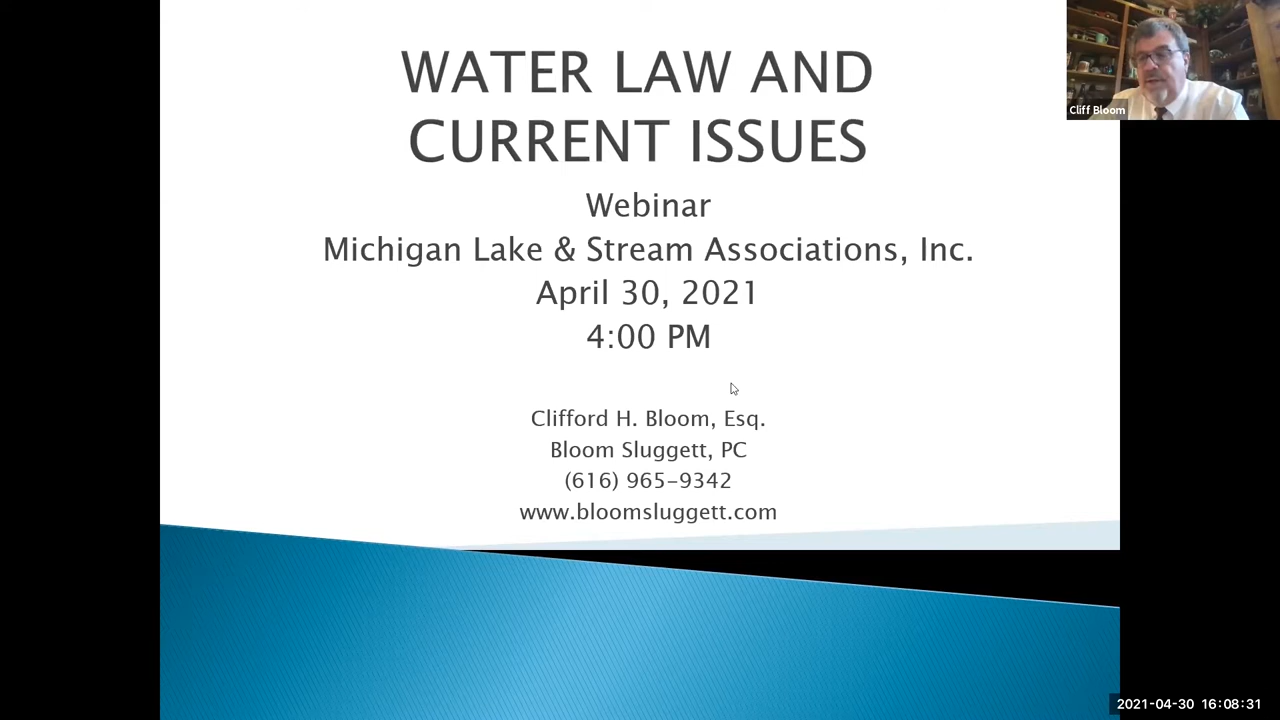 WATER LAW AND
CURRENT ISSUES
Webinar
Michigan Lake & Stream Associations, Inc.
April 30, 2021
4:00 PM
Clifford H. Bloom, Esq.
Bloom Sluggett, PC
(616) 965-9342
www.bloomsluggett.com
Cliff Bloom
2021-04-30 16:08:31